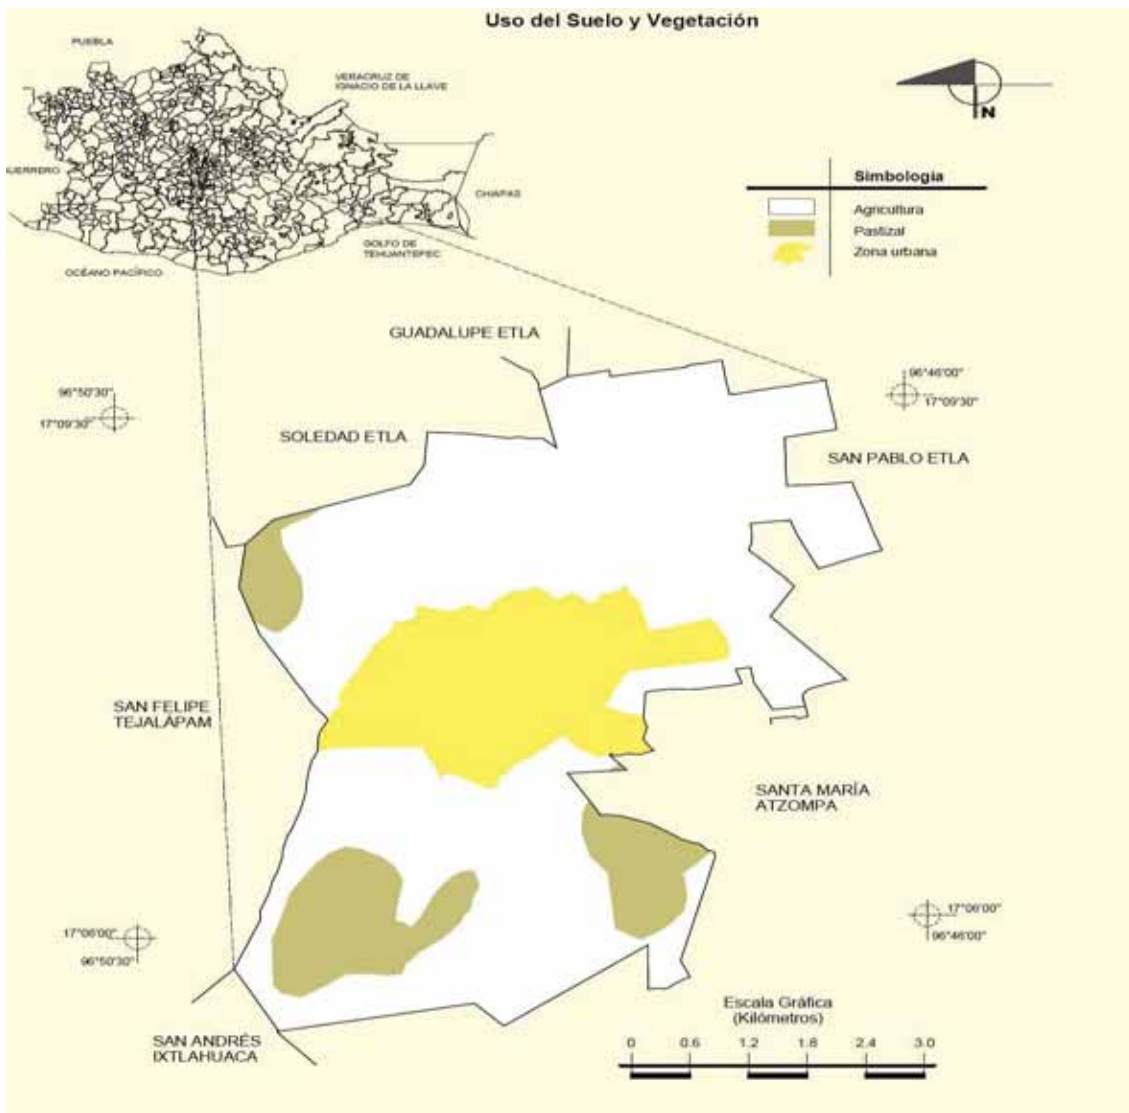 Uso del Suelo y Vegetación
PUEBLA
VERACRUZ DE
IGNACIO DE LA LLAVE
GUERRERO
CHIAPAS
GOLFO DE
TEHUANTEPEC
OCÉANO PACÍFICO
N
Simbología
Agricultura
Pastizal
Zona urbana
GUADALUPE ETLA
96°50'30"
17°09'30"
96°46'00"
17°09'30"
SOLEDAD ETLA
SAN PABLO ETLA
SAN FELIPE
TEJALÁPAM
SANTA MARÍA
ATZOMPA
17°06'00"
96°50'30"
17°06'00"
96°46'00"
SAN ANDRÉS
IXTLAHUACA
Escala Gráfica
(Kilómetros)
0 0.6 1.2 1.8 2.4 3.0